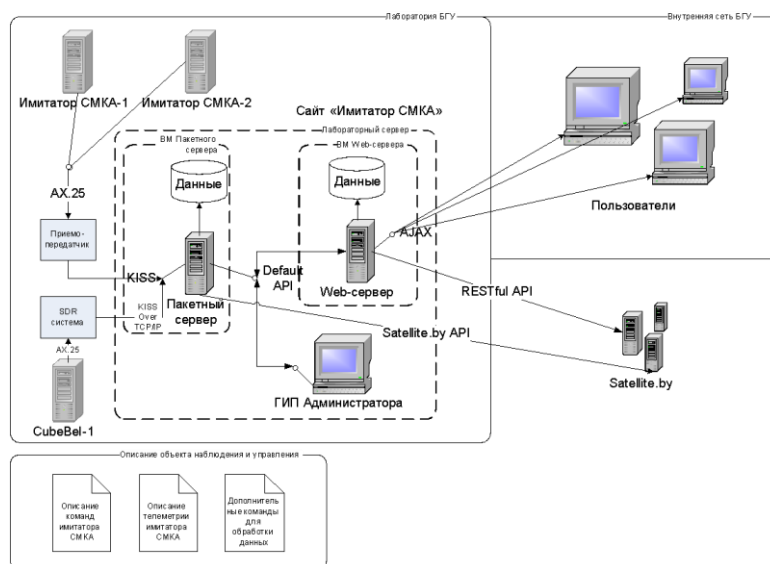 Лаборатория БГУ
Внутренняя сеть БГУ
Имитатор СМКА-1
Имитатор СМКА-2
Сайт «Имитатор СМКА»
Лабораторный сервер
ВМ Пакетного
сервера
ВМ Web-сервера
Данные
Данные
AX.25
Приемо-
передатчик
KISS
Пакетный
сервер
Default
API
Web-сервер
AJAX
Пользователи
SDR
система
KISS
Over
TCP/IP
AX.25
CubeBel-1
RESTful API
Satellite.by API
Satellite.by
ГИП Администратора
Описание объекта наблюдения и управления
Описание
команд
имитатора
СМКА
Описание
телеметрии
имитатора
СМКА
Дополнитель
ные команды
для
обработки
данных